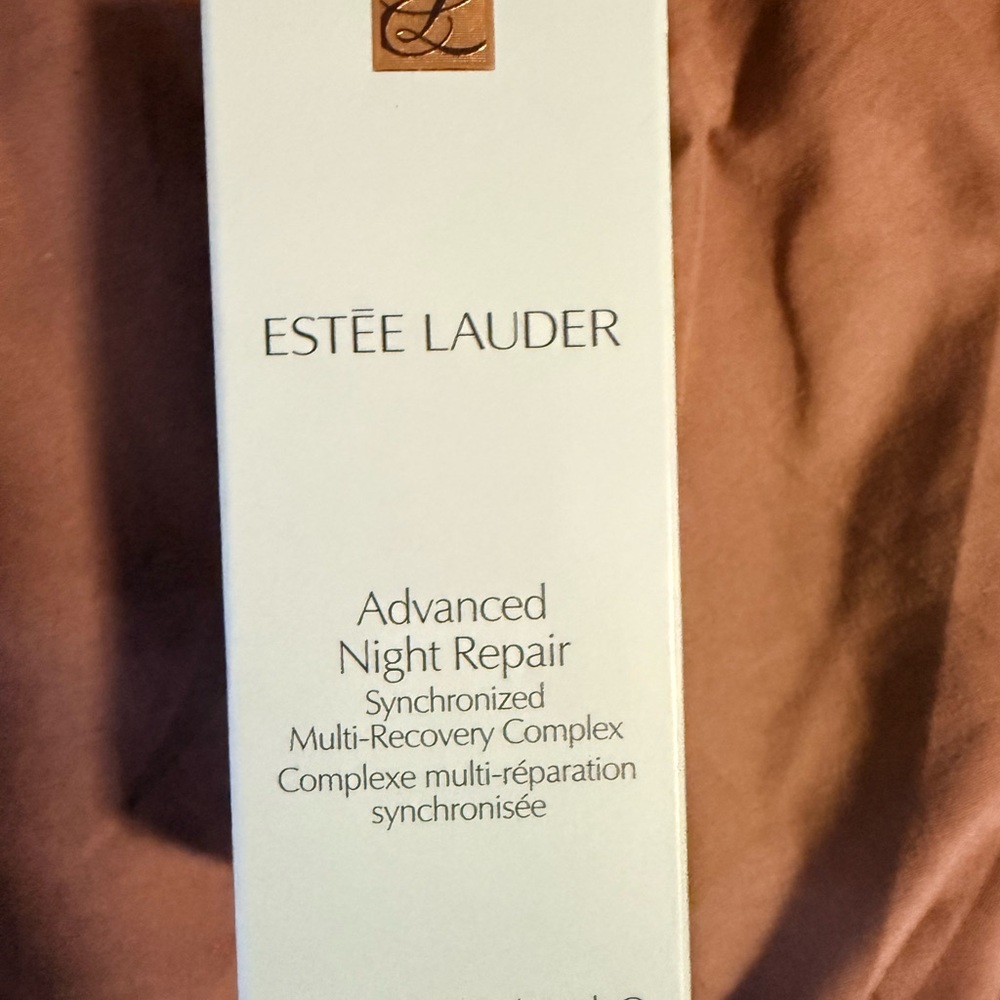 ESTĒE LAUDER
Advanced
Night Repair
Synchronized
Multi-Recovery Complex
Complexe multi-réparation
synchronisée